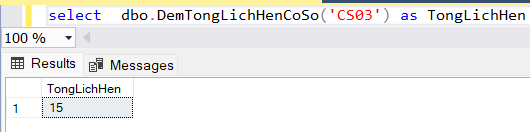 select dbo.DemTongLichHenCoSo('CS03') as TongLichHen
100 %
Results Messages
TongLichHen
1 15